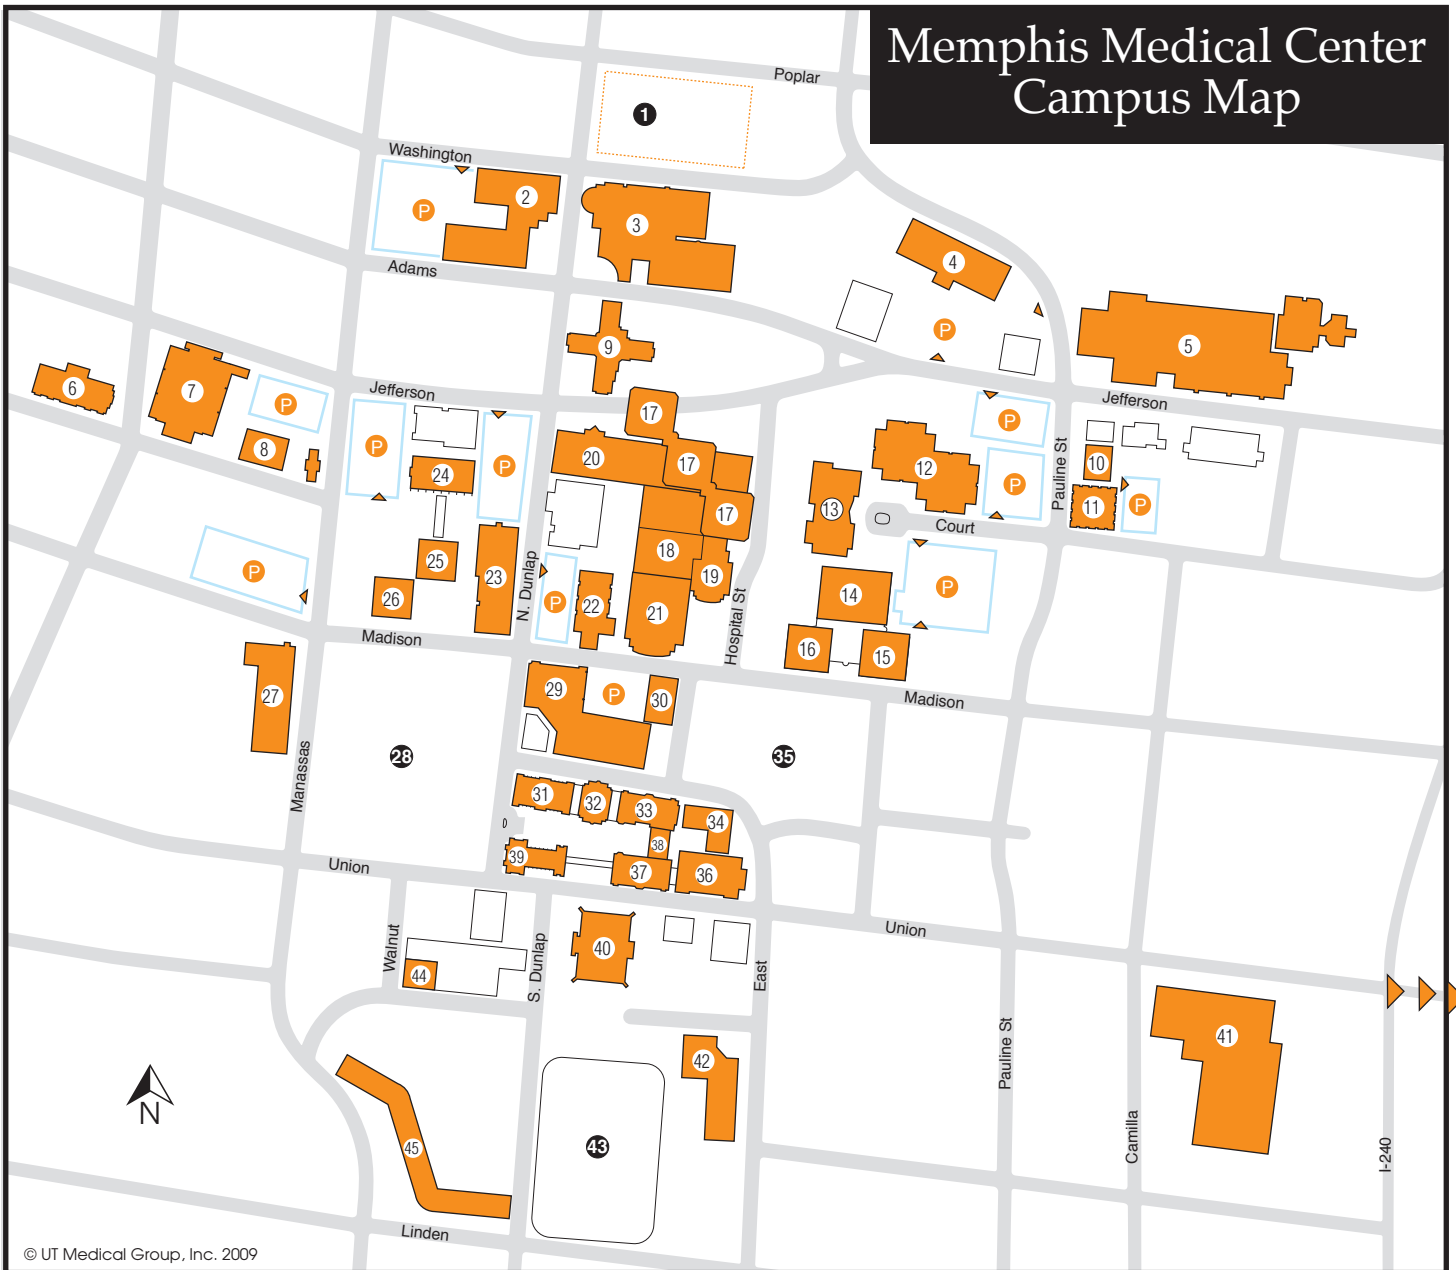 Memphis Medical Center
Campus Map
Poplar
1
Washington
2
P
3
Adams
4
P
5
9
6
7
Jefferson
P
8
P
24
P
17
20
17
17
18
19
21
22
P
23
25
26
P
12
13
P
P
Court
Pauline St
Jefferson
10
11
P
14
P
15
16
N. Dunlap
Hospital St
Madison
Madison
27
28
29
P
30
35
Manassas
31
32
33
34
38
39
37
36
Union
Union
Walnut
44
S. Dunlap
40
East
42
43
45
Pauline St
Camilla
41
I-240
N
Linden
© UT Medical Group, Inc. 2009